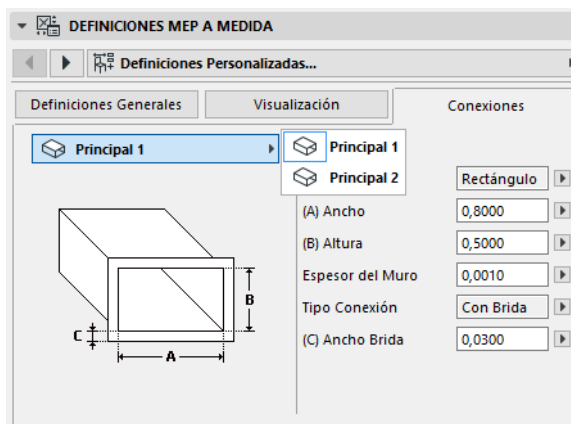 DEFINICIONES MEP A MEDIDA
Definiciones Personalizadas...
Definiciones Generales Visualización Conexiones
Principal 1
Principal 1
Principal 2
Rectángulo
(A) Ancho 0,8000
(B) Altura 0,5000
Espesor del Muro 0,0010
Tipo Conexión Con Brida
(C) Ancho Brida 0,0300
B
C
A